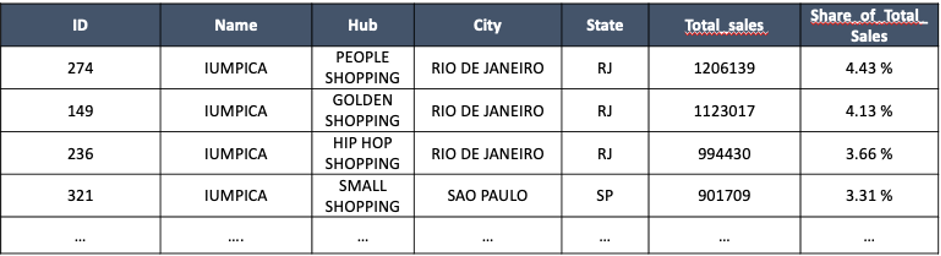 ID Name Hub City State Total_sales Share_of_Total_
Sales
274 IUMPICA PEOPLE
SHOPPING RIO DE JANEIRO RJ 1206139 4.43 %
149 IUMPICA GOLDEN
SHOPPING RIO DE JANEIRO RJ 1123017 4.13 %
236 IUMPICA HIP HOP
SHOPPING RIO DE JANEIRO RJ 994430 3.66 %
321 IUMPICA SMALL
SHOPPING SAO PAULO SP 901709 3.31 %
... .... ... ... ... ... ...